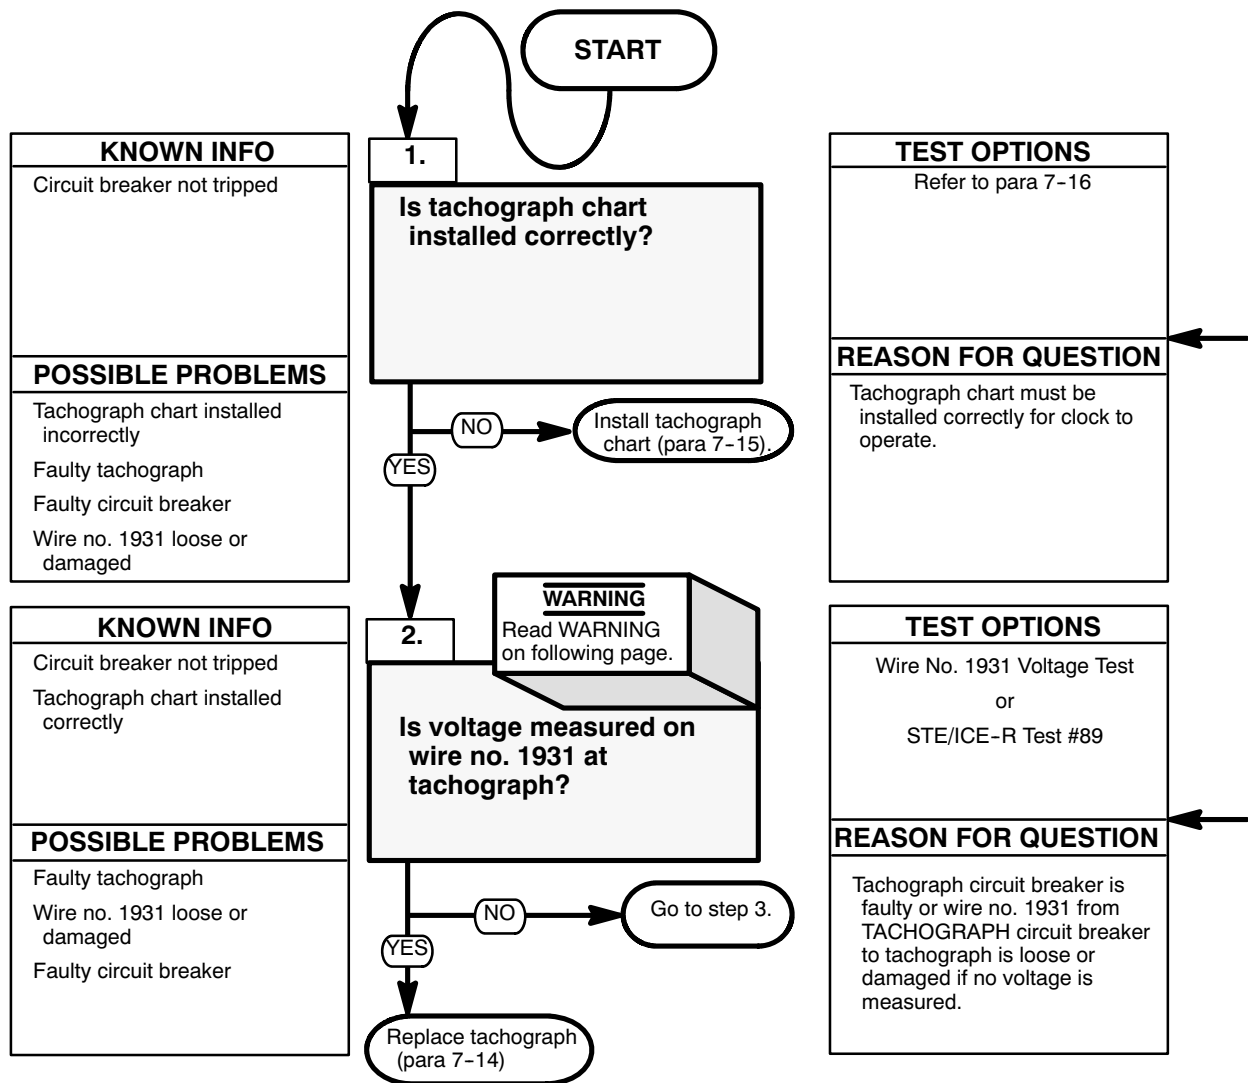 START
KNOWN INFO
Circuit breaker not tripped
POSSIBLE PROBLEMS
Tachograph chart installed
incorrectly
Faulty tachograph
Faulty circuit breaker
Wire no. 1931 loose or
damaged
1.
Is tachograph chart
installed correctly?
NO
Install tachograph
chart (para 7-15).
YES
TEST OPTIONS
Refer to para 7-16
REASON FOR QUESTION
Tachograph chart must be
installed correctly for clock to
operate.
KNOWN INFO
Circuit breaker not tripped
Tachograph chart installed
correctly
POSSIBLE PROBLEMS
Faulty tachograph
Wire no. 1931 loose or
damaged
Faulty circuit breaker
WARNING
Read WARNING
on following page.
2.
Is voltage measured on
wire no. 1931 at
tachograph?
NO
Go to step 3.
YES
Replace tachograph
(para 7-14)
TEST OPTIONS
Wire No. 1931 Voltage Test
or
STE/ICE-R Test #89
REASON FOR QUESTION
Tachograph circuit breaker is
faulty or wire no. 1931 from
TACHOGRAPH circuit breaker
to tachograph is loose or
damaged if no voltage is
measured.